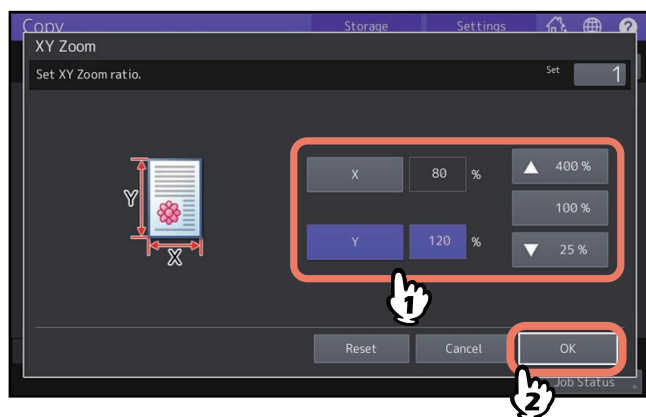 Copy Storage Settings ?
XY Zoom
Set XY Zoom ratio. Set 1
X 80 % ▲ 400 %
Y
100 %
Y 120 % ▼ 25 %
X
1
Reset Cancel OK
Job Status
2